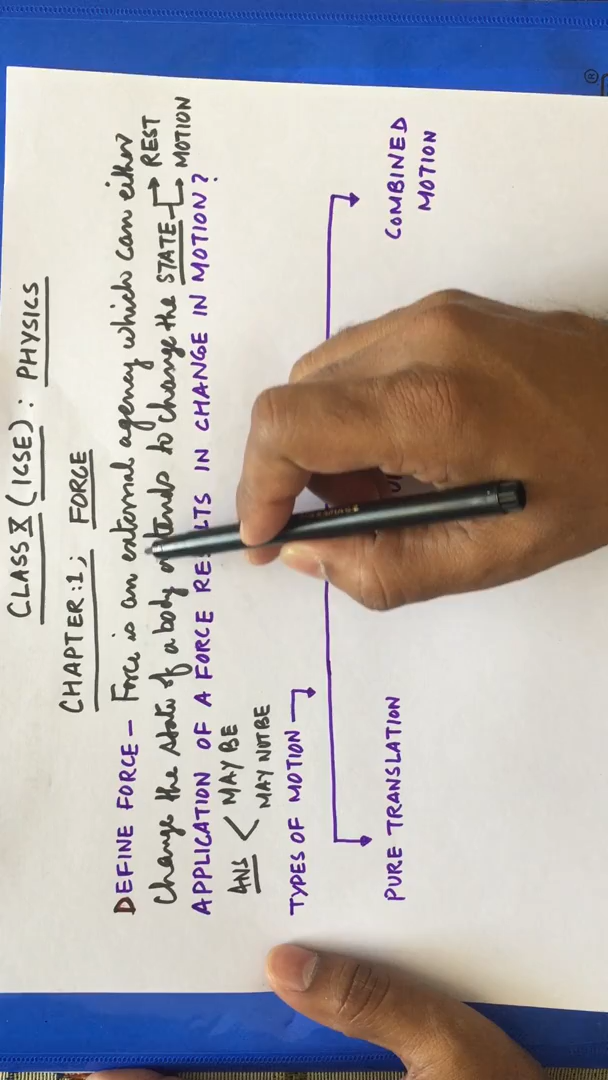 CLASS X (ICSE) : PHYSICS
CHAPTER:1; FORCE
DEFINE FORCE - Force is an external agency which can either
change the state of a body or tends to change the STATE REST
MOTION
APPLICATION OF A FORCE RE LTS IN CHANGE IN MOTION?
ANS < MAY BE
MAY NOT BE
TYPES OF MOTION
PURE TRANSLATION
COMBINED
MOTION
®